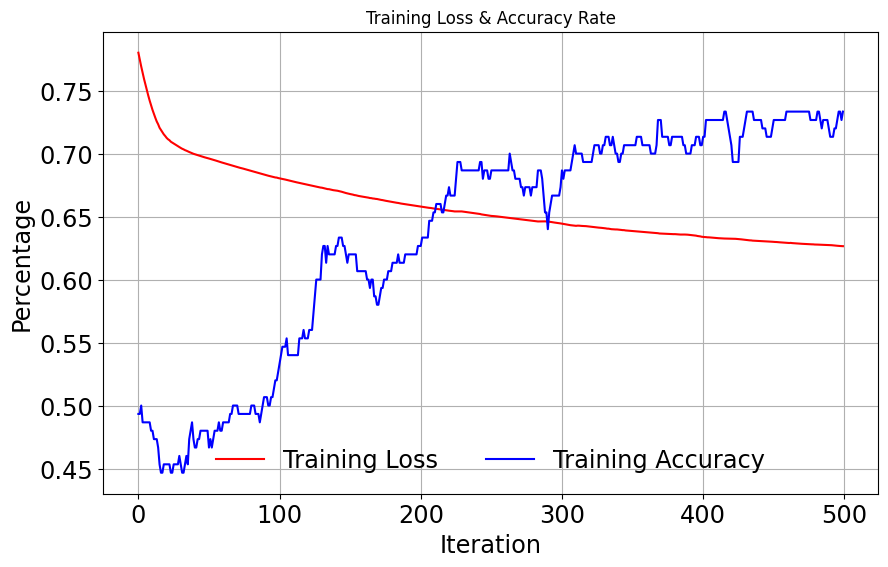 Training Loss & Accuracy Rate
Percentage
0.75
0.70
0.65
0.60
0.55
0.50
0.45
Training Loss
Training Accuracy
0
100
200
300
400
500
Iteration